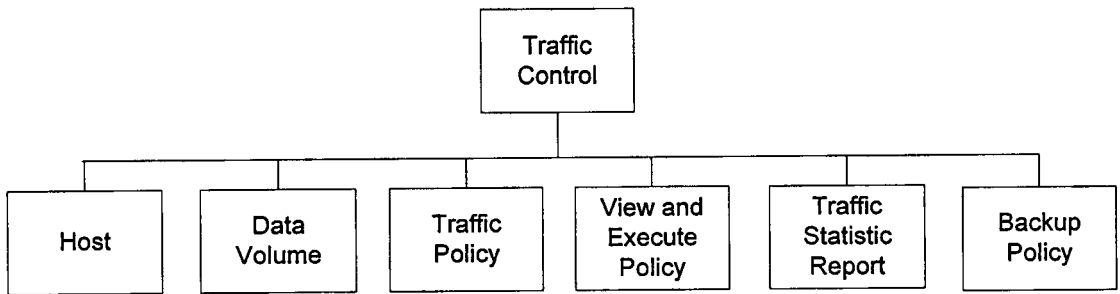 Traffic
Control
Host
Data
Volume
Traffic
Policy
View and
Execute
Policy
Traffic
Statistic
Report
Backup
Policy